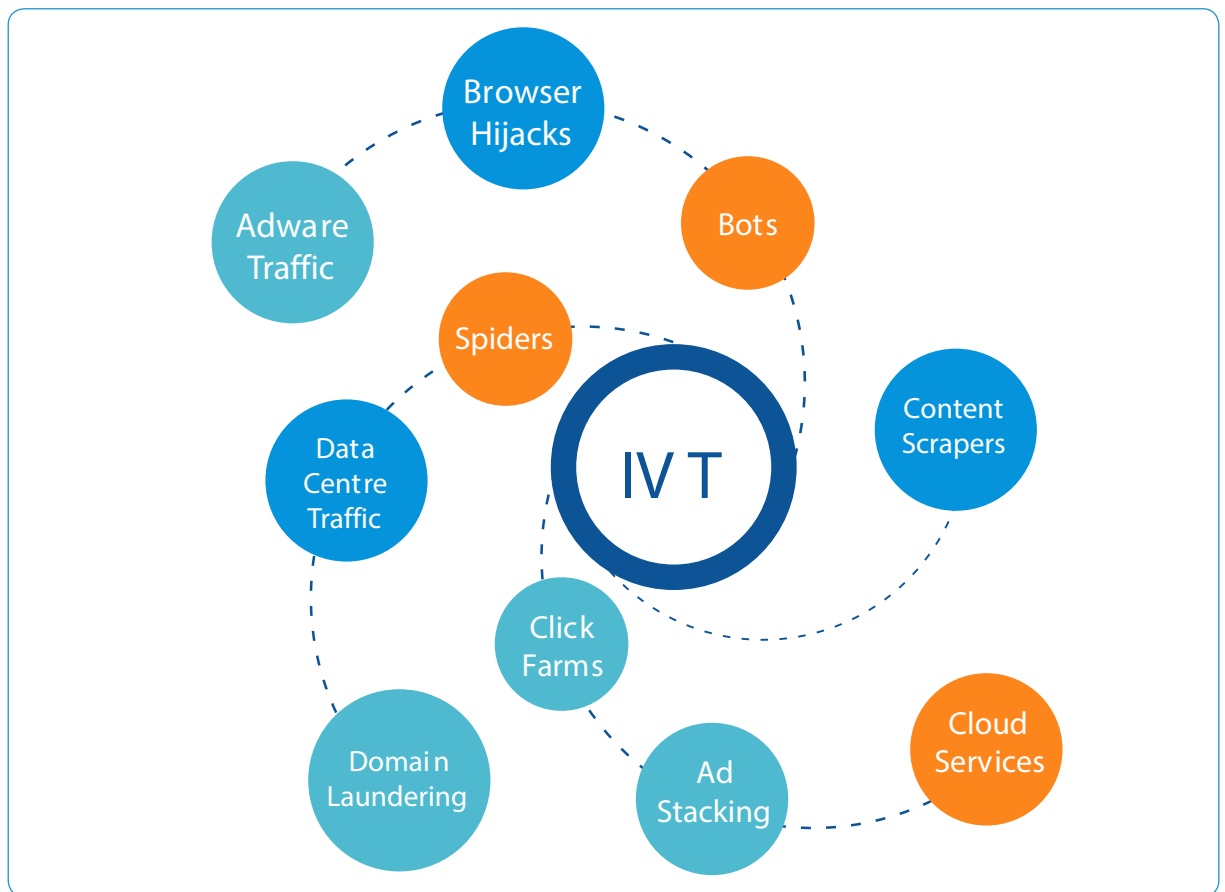 Browser
Hijacks
Adware
Traffic
Bots
Spiders
Content
Scrapers
Data
Centre
Traffic
IVT
Click
Farms
Cloud
Services
Domain
Laundering
Ad
Stacking